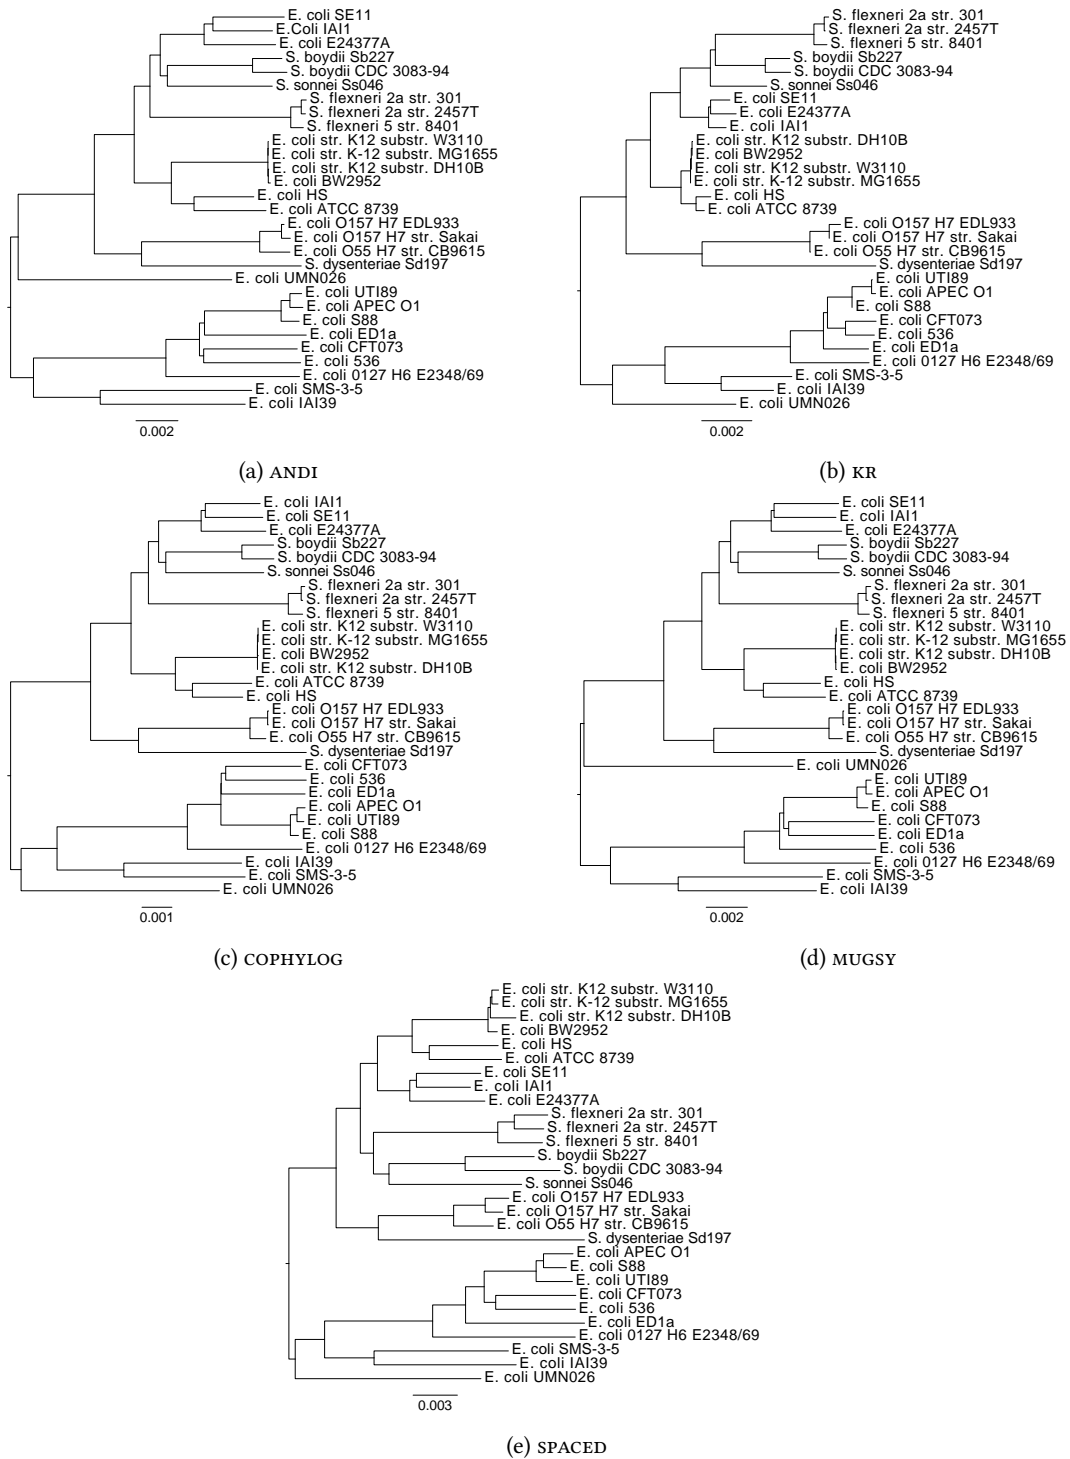 E. coli SE11
E.Coli IAI1
E. coli E24377A
S. boydii Sb227
S. boydii CDC 3083-94
S. sonnei Ss046
S. flexneri 2a str. 301
S. flexneri 2a str. 2457T
S. flexneri 5 str. 8401
E. coli str. K12 substr. W3110
E. coli str. K-12 substr. MG1655
E. coli str. K12 substr. DH10B
E. coli BW2952
E. coli HS
E. coli ATCC 8739
E. coli O157 H7 EDL933
E. coli O157 H7 str. Sakai
E. coli O55 H7 str. CB9615
S. dysenteriae Sd197
E. coli UMN026
E. coli UTI89
E. coli APEC O1
E. coli S88
E. coli ED1a
E. coli CFT073
E. coli 536
E. coli 0127 H6 E2348/69
E. coli SMS-3-5
E. coli IAI39
0.002
(a) ANDI
S. flexneri 2a str. 301
S. flexneri 2a str. 2457T
S. flexneri 5 str. 8401
S. boydii Sb227
S. boydii CDC 3083-94
S. sonnei Ss046
E. coli SE11
E. coli E24377A
E. coli IAI1
E. coli str. K12 substr. DH10B
E. coli BW2952
E. coli str. K12 substr. W3110
E. coli str. K-12 substr. MG1655
E. coli HS
E. coli ATCC 8739
E. coli O157 H7 EDL933
E. coli O157 H7 str. Sakai
E. coli O55 H7 str. CB9615
S. dysenteriae Sd197
E. coli UTI89
E. coli APEC O1
E. coli S88
E. coli CFT073
E. coli 536
E. coli ED1a
E. coli 0127 H6 E2348/69
E. coli SMS-3-5
E. coli IAI39
E. coli UMN026
0.002
(b) KR
E. coli IAI1
E. coli SE11
E. coli E24377A
S. boydii Sb227
S. boydii CDC 3083-94
S. sonnei Ss046
S. flexneri 2a str. 301
S. flexneri 2a str. 2457T
S. flexneri 5 str. 8401
E. coli str. K12 substr. W3110
E. coli str. K-12 substr. MG1655
E. coli BW2952
E. coli str. K12 substr. DH10B
E. coli ATCC 8739
E. coli HS
E. coli O157 H7 EDL933
E. coli O157 H7 str. Sakai
E. coli O55 H7 str. CB9615
S. dysenteriae Sd197
E. coli CFT073
E. coli 536
E. coli ED1a
E. coli APEC O1
E. coli UTI89
E. coli S88
E. coli 0127 H6 E2348/69
E. coli IAI39
E. coli SMS-3-5
E. coli UMN026
0.001
(c) COPHYLOG
E. coli SE11
E. coli IAI1
E. coli E24377A
S. boydii Sb227
S. boydii CDC 3083-94
S. sonnei Ss046
S. flexneri 2a str. 301
S. flexneri 2a str. 2457T
S. flexneri 5 str. 8401
E. coli str. K12 substr. W3110
E. coli str. K-12 substr. MG1655
E. coli str. K12 substr. DH10B
E. coli BW2952
E. coli HS
E. coli ATCC 8739
E. coli O157 H7 EDL933
E. coli O157 H7 str. Sakai
E. coli O55 H7 str. CB9615
S. dysenteriae Sd197
E. coli UMN026
E. coli UTI89
E. coli APEC O1
E. coli S88
E. coli CFT073
E. coli ED1a
E. coli 536
E. coli 0127 H6 E2348/69
E. coli SMS-3-5
E. coli IAI39
0.002
(d) MUGSY
E. coli str. K12 substr. W3110
E. coli str. K-12 substr. MG1655
E. coli str. K12 substr. DH10B
E. coli BW2952
E. coli HS
E. coli ATCC 8739
E. coli SE11
E. coli IAI1
E. coli E24377A
S. flexneri 2a str. 301
S. flexneri 2a str. 2457T
S. flexneri 5 str. 8401
S. boydii Sb227
S. boydii CDC 3083-94
S. sonnei Ss046
E. coli O157 H7 EDL933
E. coli O157 H7 str. Sakai
E. coli O55 H7 str. CB9615
S. dysenteriae Sd197
E. coli APEC O1
E. coli S88
E. coli UTI89
E. coli CFT073
E. coli 536
E. coli ED1a
E. coli 0127 H6 E2348/69
E. coli SMS-3-5
E. coli IAI39
E. coli UMN026
0.003
(e) SPACED